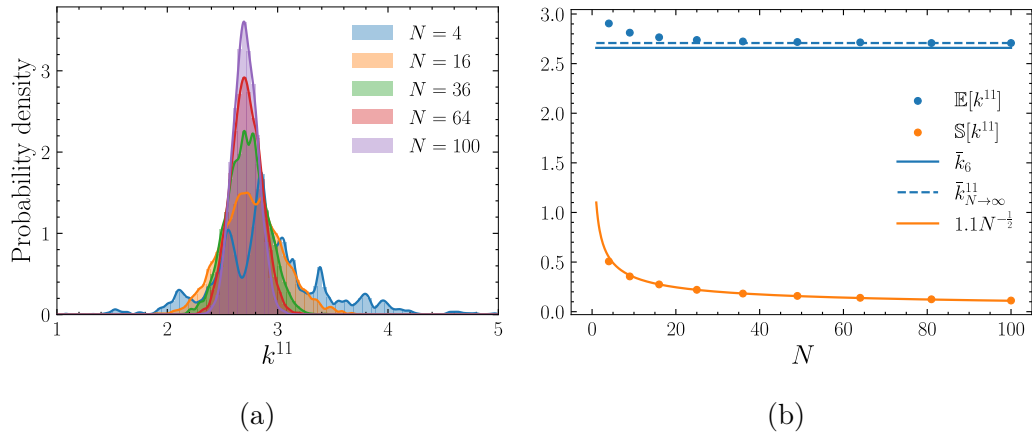 Probability density
0
1
2
3
1
2
3
4
5
k^{11}
N = 4
N = 16
N = 36
N = 64
N = 100
(a)
3.0
2.5
2.0
1.5
1.0
0.5
0.0
0
20
40
60
80
100
N
𝔼[k^{11}]
𝕊[k^{11}]
k̄_6
k̄^{11}_{N→∞}
1.1N^{-\frac{1}{2}}
(b)